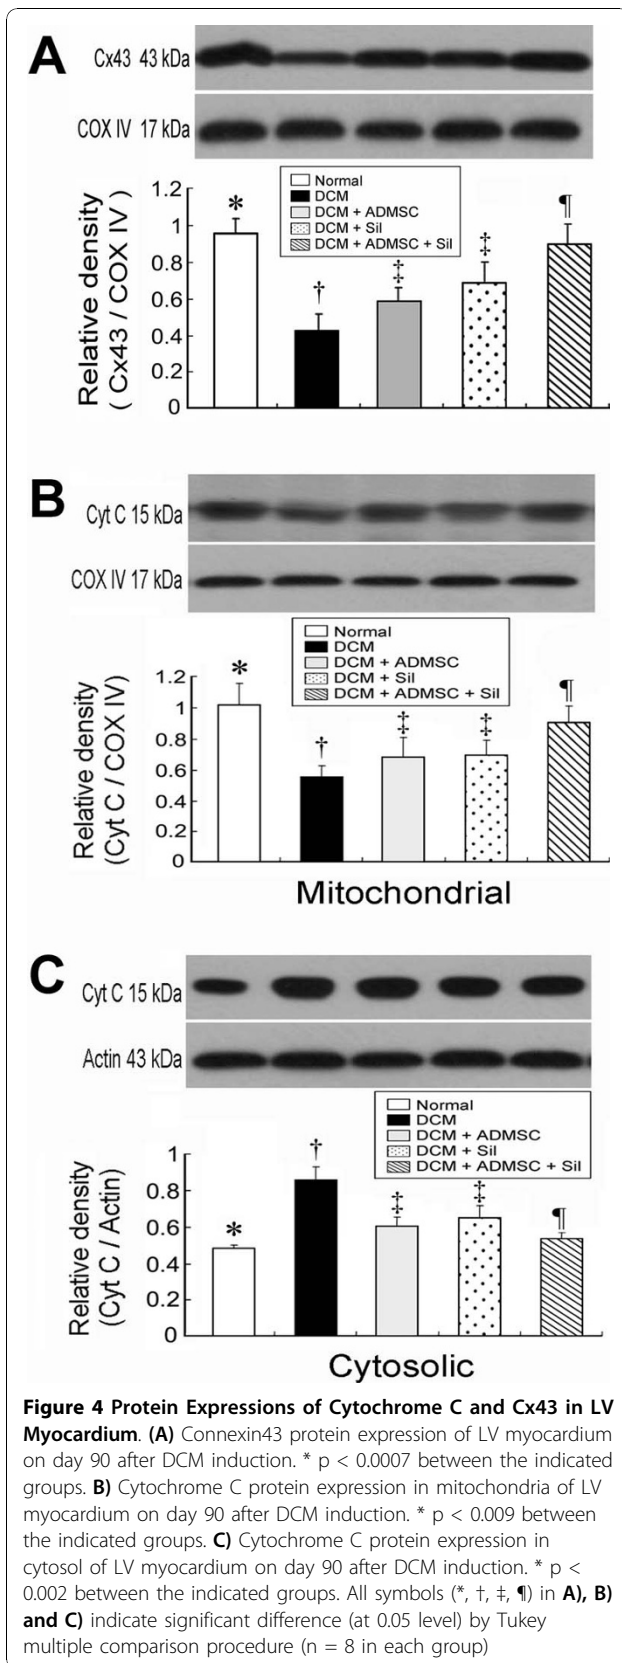 A
Cx43 43 kDa
COX IV 17 kDa
Normal
DCM
DCM + ADMSC
DCM + Sil
DCM + ADMSC + Sil
Relative density
( Cx43 / COX IV )
1.2
1
0.8
0.6
0.4
0.2
0
* † ‡ ‡ ¶
B
Cyt C 15 kDa
COX IV 17 kDa
Normal
DCM
DCM + ADMSC
DCM + Sil
DCM + ADMSC + Sil
Relative density
(Cyt C / COX IV)
1.2
1
0.8
0.6
0.4
0.2
0
* † ‡ ‡ ¶
Mitochondrial
C
Cyt C 15 kDa
Actin 43 kDa
Normal
DCM
DCM + ADMSC
DCM + Sil
DCM + ADMSC + Sil
Relative density
(Cyt C / Actin)
1
0.8
0.6
0.4
0.2
0
* † ‡ ‡ ¶
Cytosolic
Figure 4 Protein Expressions of Cytochrome C and Cx43 in LV
Myocardium. (A) Connexin43 protein expression of LV myocardium
on day 90 after DCM induction. * p < 0.0007 between the indicated
groups. B) Cytochrome C protein expression in mitochondria of LV
myocardium on day 90 after DCM induction. * p < 0.009 between
the indicated groups. C) Cytochrome C protein expression in
cytosol of LV myocardium on day 90 after DCM induction. * p <
0.002 between the indicated groups. All symbols (*, †, ‡, ¶) in A), B)
and C) indicate significant difference (at 0.05 level) by Tukey
multiple comparison procedure (n = 8 in each group)